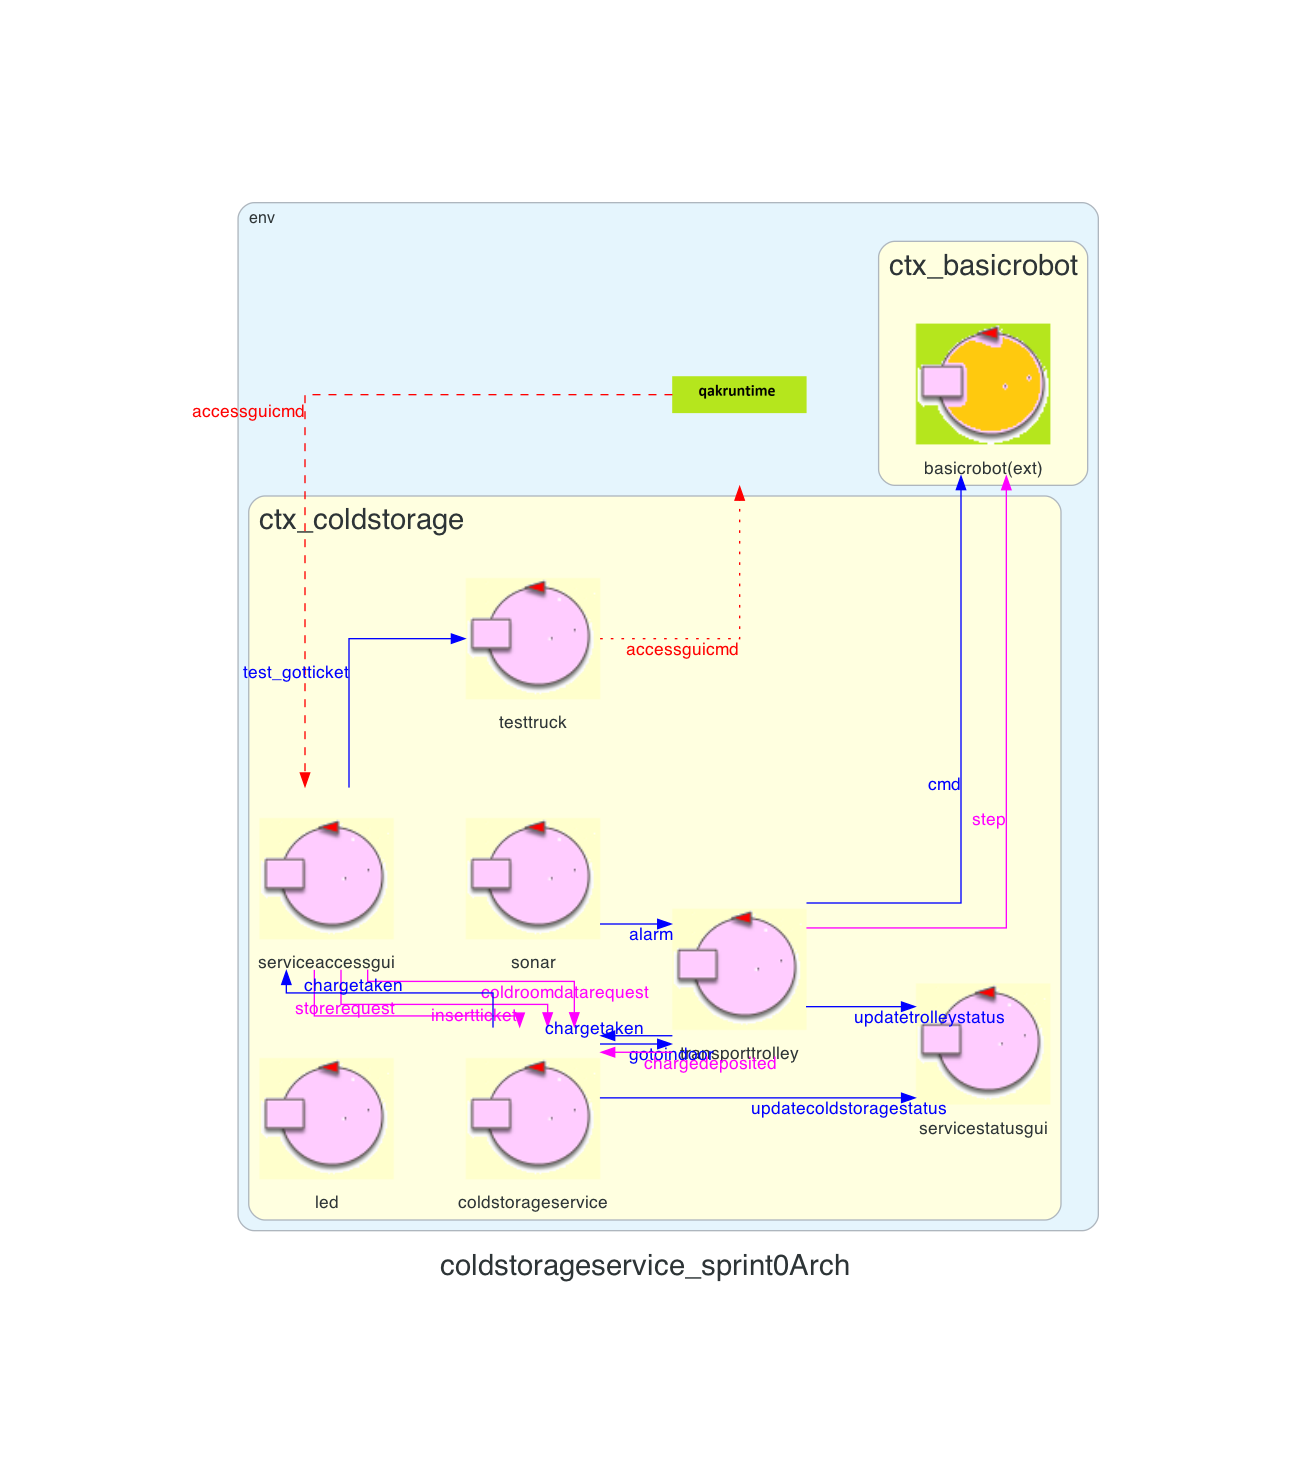 env
ctx_basicrobot
qakruntime
accessguicmd
basicrobot(ext)
ctx_coldstorage
accessguicmd
test_gotticket
testtruck
cmd
step
alarm
serviceaccessgui
sonar
chargetaken
coldroomdatarequest
storerequest
insertticket
updatetrolleystatus
chargetaken
gotoindoor
transporttrolley
chargedeposited
updatecoldstoragestatus
servicestatusgui
led
coldstorageservice
coldstorageservice_sprint0Arch